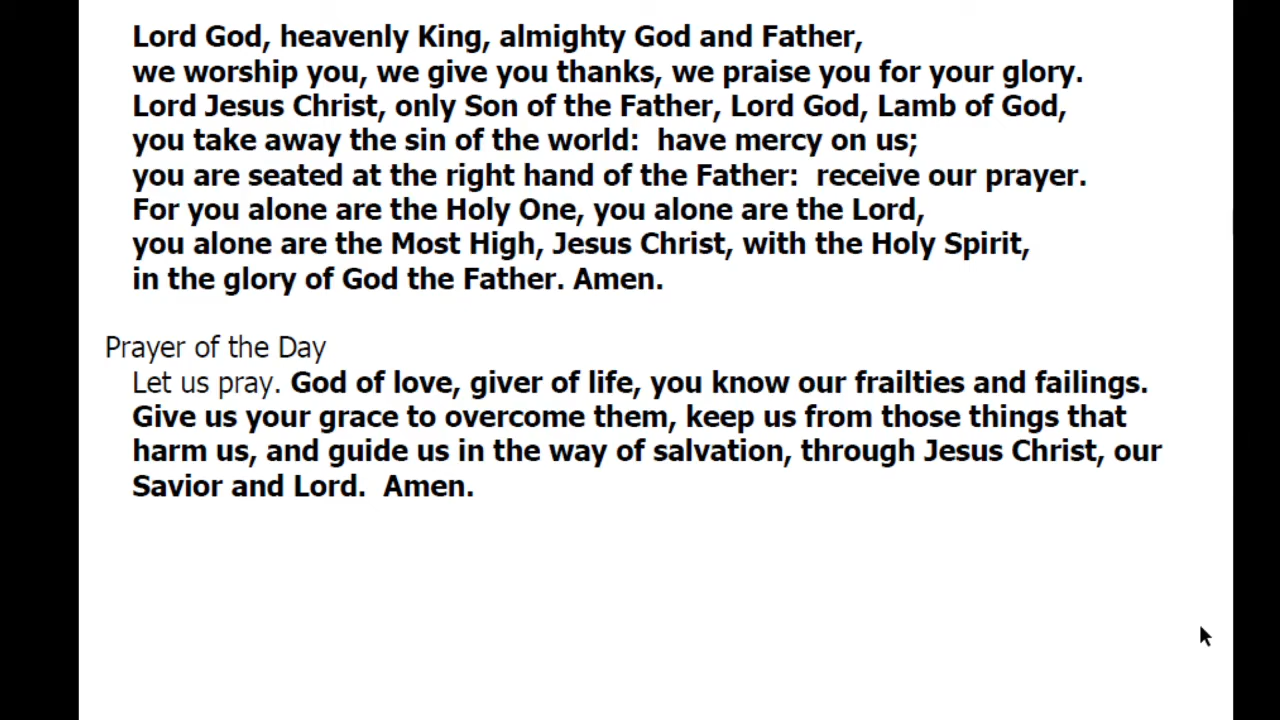 Lord God, heavenly King, almighty God and Father,
we worship you, we give you thanks, we praise you for your glory.
Lord Jesus Christ, only Son of the Father, Lord God, Lamb of God,
you take away the sin of the world:  have mercy on us;
you are seated at the right hand of the Father:  receive our prayer.
For you alone are the Holy One, you alone are the Lord,
you alone are the Most High, Jesus Christ, with the Holy Spirit,
in the glory of God the Father. Amen.
Prayer of the Day
Let us pray. God of love, giver of life, you know our frailties and failings.
Give us your grace to overcome them, keep us from those things that
harm us, and guide us in the way of salvation, through Jesus Christ, our
Savior and Lord.  Amen.